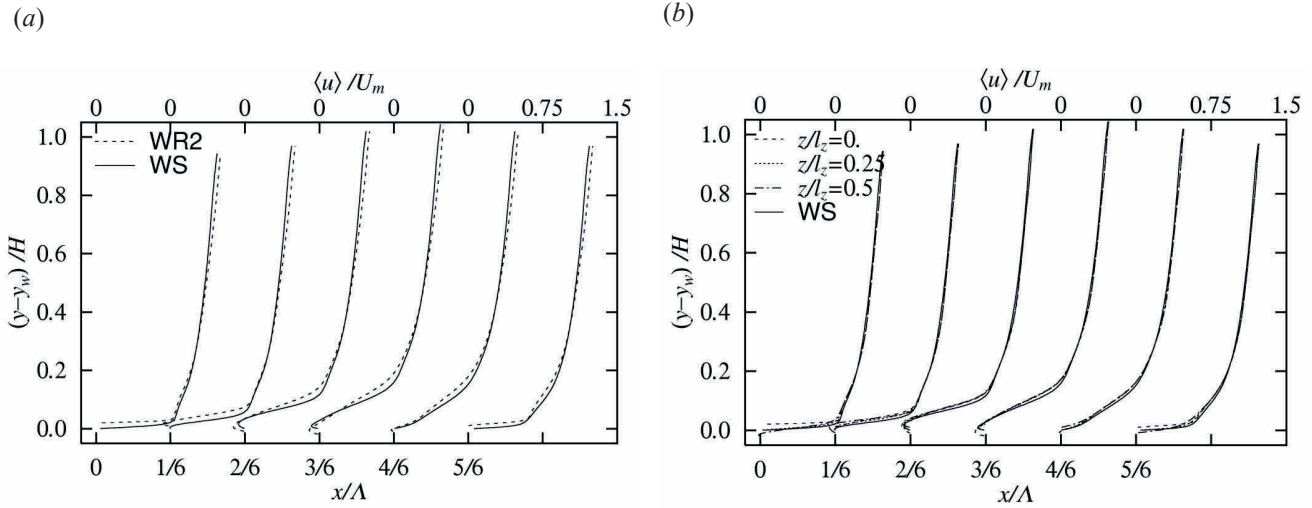 (a)
⟨u⟩ /U_m
0 0 0 0 0 0 0.75 1.5
1.0
WR2
WS
0.8
0.6
(y−y_w) /H
0.4
0.2
0.0
0 1/6 2/6 3/6 4/6 5/6
x/Λ
(b)
⟨u⟩ /U_m
0 0 0 0 0 0 0.75 1.5
1.0
z/l_z=0.
z/l_z=0.25
z/l_z=0.5
WS
0.8
0.6
(y−y_w) /H
0.4
0.2
0.0
0 1/6 2/6 3/6 4/6 5/6
x/Λ